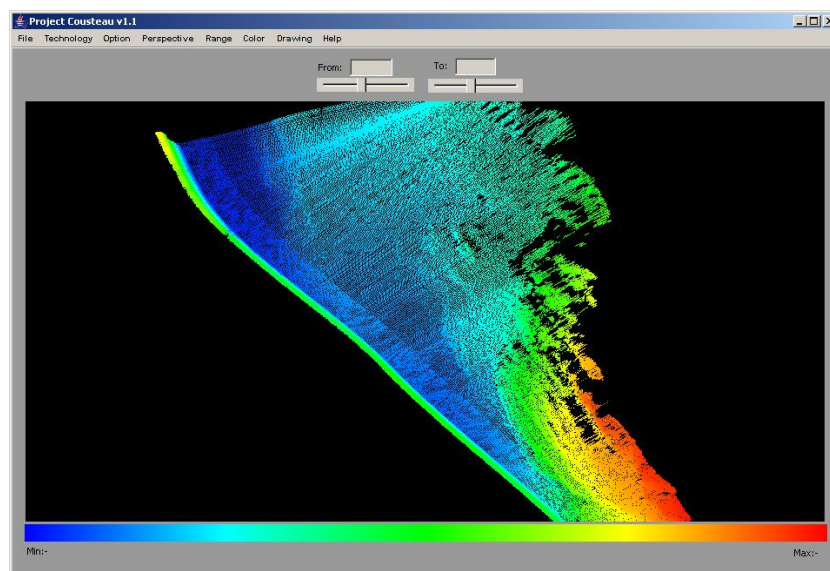 Project Cousteau v1.1
File Technology Option Perspective Range Color Drawing Help
From: To:
Min:- Max:-